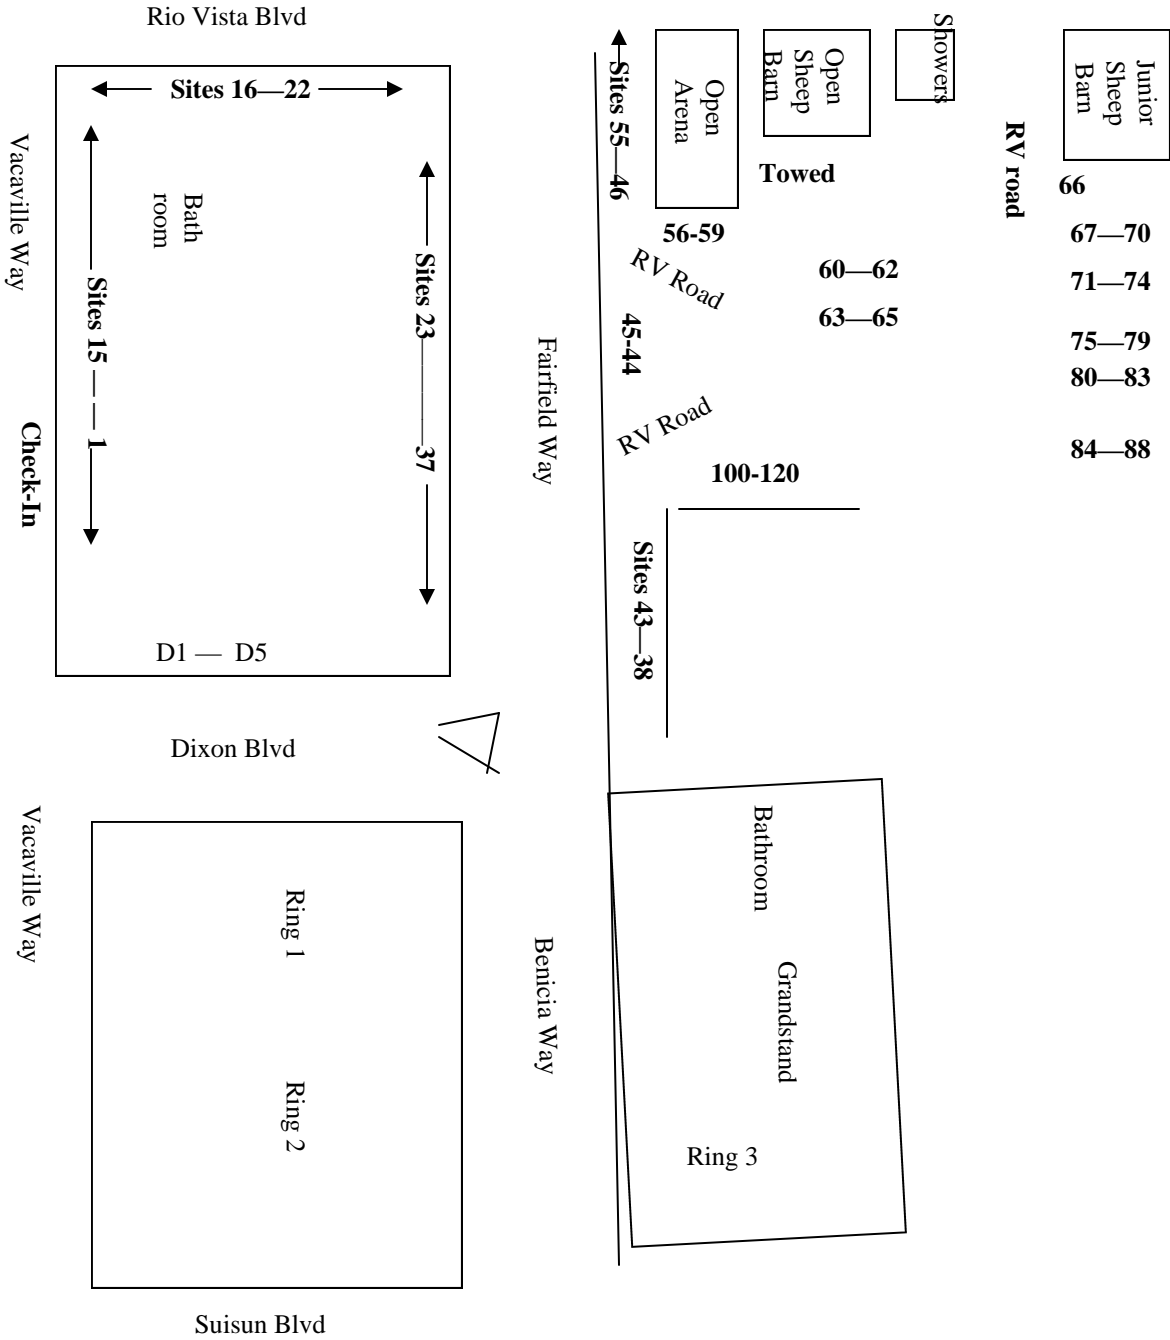 Rio Vista Blvd
Sites 16—22
Vacaville Way
Bath
room
Sites 15 — — 1
Sites 23————37
Check-In
D1 — D5
Dixon Blvd
Vacaville Way
Ring 1
Ring 2
Suisun Blvd
Fairfield Way
Benicia Way
Sites 55—46
Open
Arena
Open
Sheep
Barn
Showers
Junior
Sheep
Barn
Towed
RV road
56-59
RV Road
60—62
63—65
45-44
RV Road
100-120
66
67—70
71—74
75—79
80—83
84—88
Sites 43—38
Bathroom
Grandstand
Ring 3